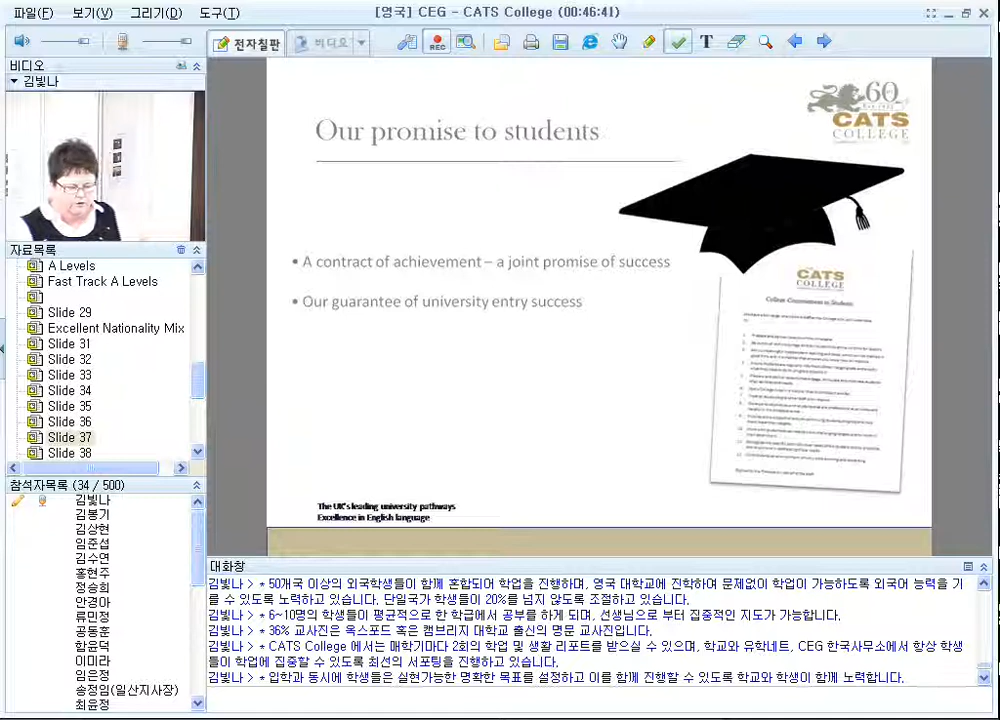 파일(F) 보기(V) 그리기(D) 도구(T) [영국] CEG - CATS College (00:46:41)
전자칠판 비디오 REC T
비디오
김빛나
자료목록
A Levels
Fast Track A Levels
Slide 29
Excellent Nationality Mix
Slide 31
Slide 32
Slide 33
Slide 34
Slide 35
Slide 36
Slide 37
Slide 38
참석자목록 (34 / 500)
김빛나
김봉기
김상현
임준섭
김수연
홍현주
정승희
안경아
류민정
공동훈
함윤덕
이미라
임은정
송정임(일산지사장)
최윤정
60
CATS
COLLEGE
Our promise to students
• A contract of achievement – a joint promise of success
• Our guarantee of university entry success
CATS
COLLEGE
College Commitment to Students
The UK's leading university pathways
Excellence in English language
대화창
김빛나 > * 50개국 이상의 외국학생들이 함께 혼합되어 학업을 진행하며, 영국 대학교에 진학하여 문제없이 학업이 가능하도록 외국어 능력을 기
를 수 있도록 노력하고 있습니다. 단일국가 학생들이 20%를 넘지 않도록 조절하고 있습니다.
김빛나 > * 6~10명의 학생들이 평균적으로 한 학급에서 공부를 하게 되며, 선생님으로 부터 집중적인 지도가 가능합니다.
김빛나 > * 36% 교사진은 옥스포드 혹은 캠브리지 대학교 출신의 명문 교사진입니다.
김빛나 > * CATS College 에서는 매학기마다 2회의 학업 및 생활 리포트를 받으실 수 있으며, 학교와 유학네트, CEG 한국사무소에서 항상 학생
들이 학업에 집중할 수 있도록 최선의 서포팅을 진행하고 있습니다.
김빛나 > * 입학과 동시에 학생들은 실현가능한 명확한 목표를 설정하고 이를 함께 진행할 수 있도록 학교와 학생이 함께 노력합니다.